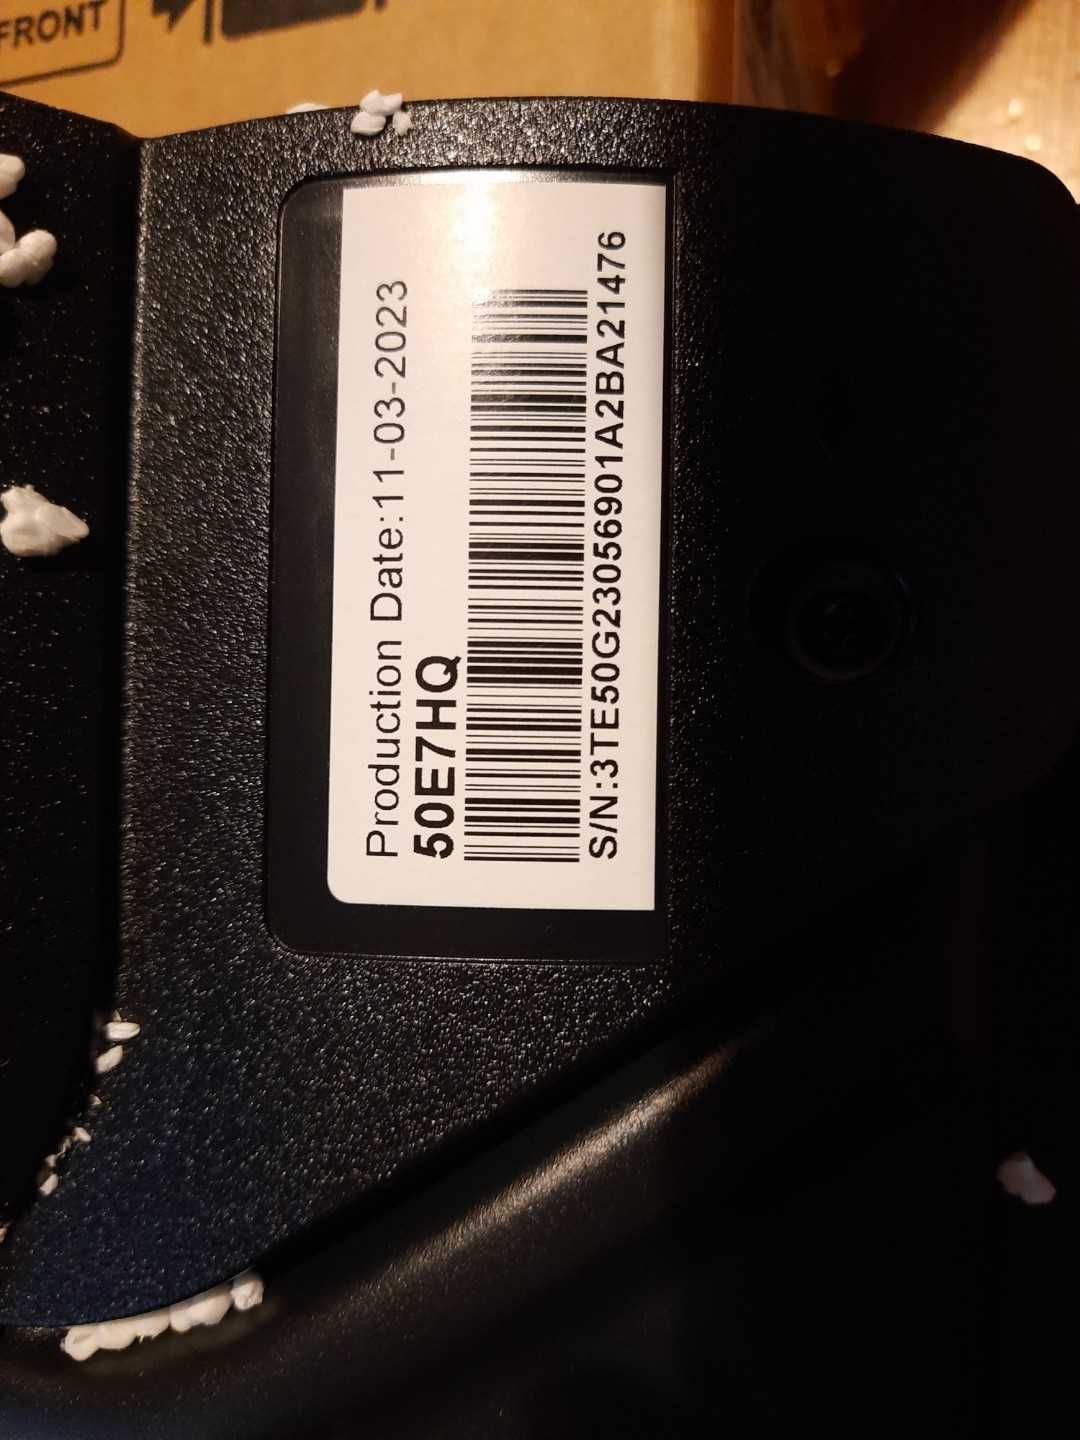 FRONT
Production Date:11-03-2023
50E7HQ
S/N:3TE50G23056901A2BA21476